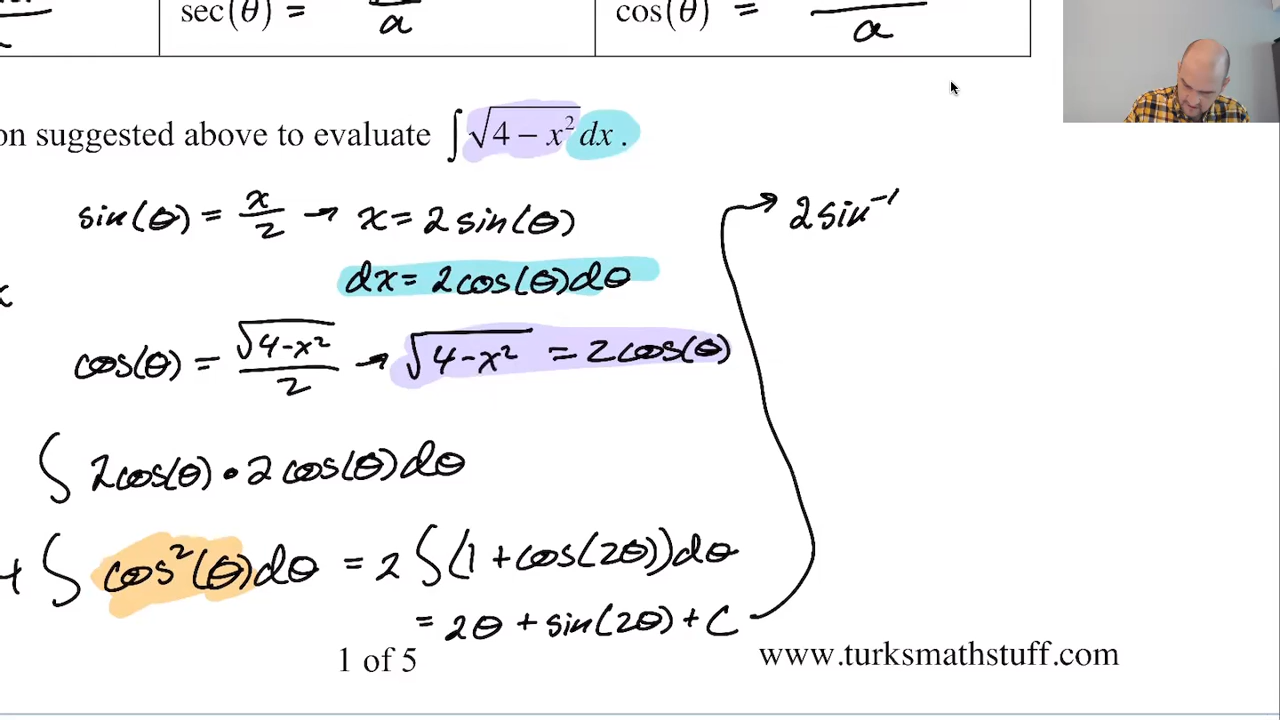 sec(θ) = a
cos(θ) = a
on suggested above to evaluate ∫ √4 − x² dx .
sin(θ) = x/2 → x = 2 sin(θ)
dx = 2cos(θ)dθ
cos(θ) = √4-x²/2 → √4-x² = 2cos(θ)
∫ 2cos(θ) • 2cos(θ)dθ
∫ cos²(θ)dθ = 2 ∫(1 + cos(2θ))dθ
= 2θ + sin(2θ) + C
2sin⁻¹
1 of 5
www.turksmathstuff.com